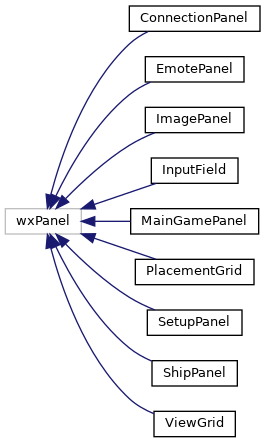 ConnectionPanel
EmotePanel
ImagePanel
InputField
wxPanel
MainGamePanel
PlacementGrid
SetupPanel
ShipPanel
ViewGrid